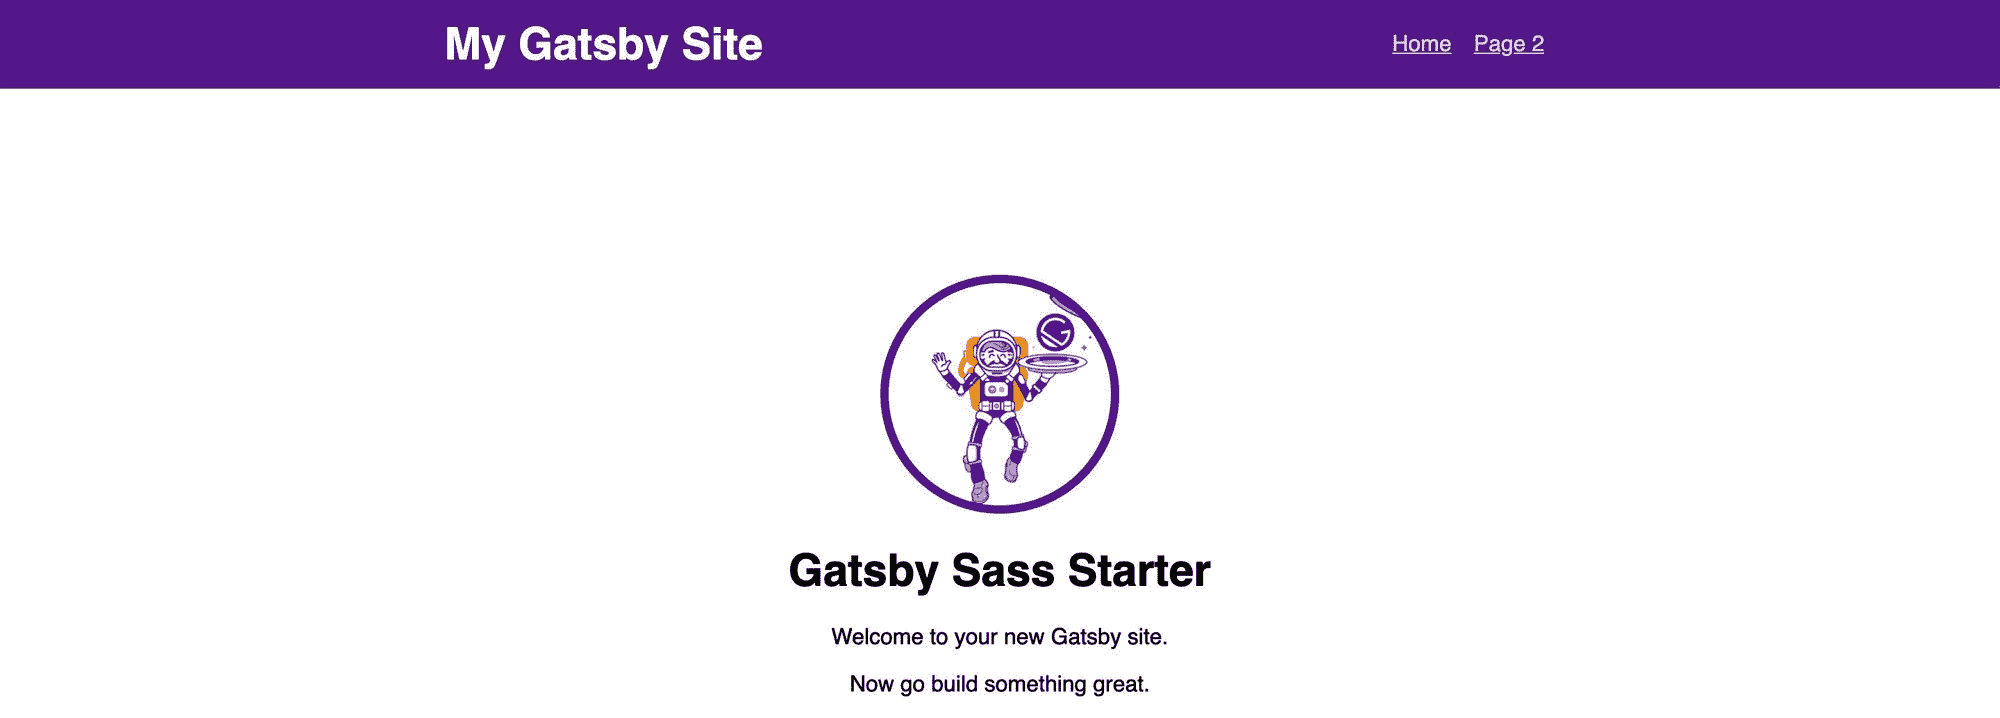 My Gatsby Site
Home Page 2
Gatsby Sass Starter
Welcome to your new Gatsby site.
Now go build something great.